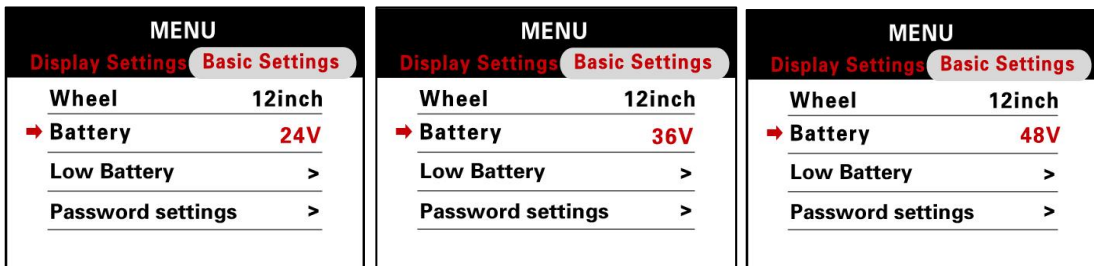 MENU
Display Settings Basic Settings
Wheel 12inch
Battery 24V
Low Battery >
Password settings >
MENU
Display Settings Basic Settings
Wheel 12inch
Battery 36V
Low Battery >
Password settings >
MENU
Display Settings Basic Settings
Wheel 12inch
Battery 48V
Low Battery >
Password settings >